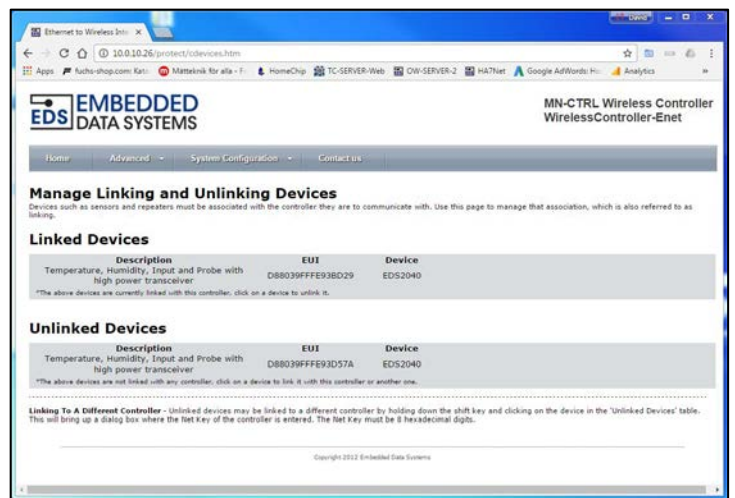 David
Ethernet to Wireless Inte
10.0.10.26/protect/cdevices.htm
Apps fuchs-shop.com: Kato Mätteknik för alla - F HomeChip TC-SERVER-Web OW-SERVER-2 HA7Net Google AdWords: Ho Analytics »
EDS EMBEDDED
DATA SYSTEMS
MN-CTRL Wireless Controller
WirelessController-Enet
Home Advanced System Configuration Contact us
Manage Linking and Unlinking Devices
Devices such as sensors and repeaters must be associated with the controller they are to communicate with. Use this page to manage that association, which is also referred to as
linking.
Linked Devices
Description EUI Device
Temperature, Humidity, Input and Probe with
high power transceiver D88039FFFE93BD29 EDS2040
*The above devices are currently linked with this controller, click on a device to unlink it.
Unlinked Devices
Description EUI Device
Temperature, Humidity, Input and Probe with
high power transceiver D88039FFFE93D57A EDS2040
*The above devices are not linked with any controller, click on a device to link it with this controller or another one.
Linking To A Different Controller - Unlinked devices may be linked to a different controller by holding down the shift key and clicking on the device in the 'Unlinked Devices' table.
This will bring up a dialog box where the Net Key of the controller is entered. The Net Key must be 8 hexadecimal digits.
Copyright 2012 Embedded Data Systems